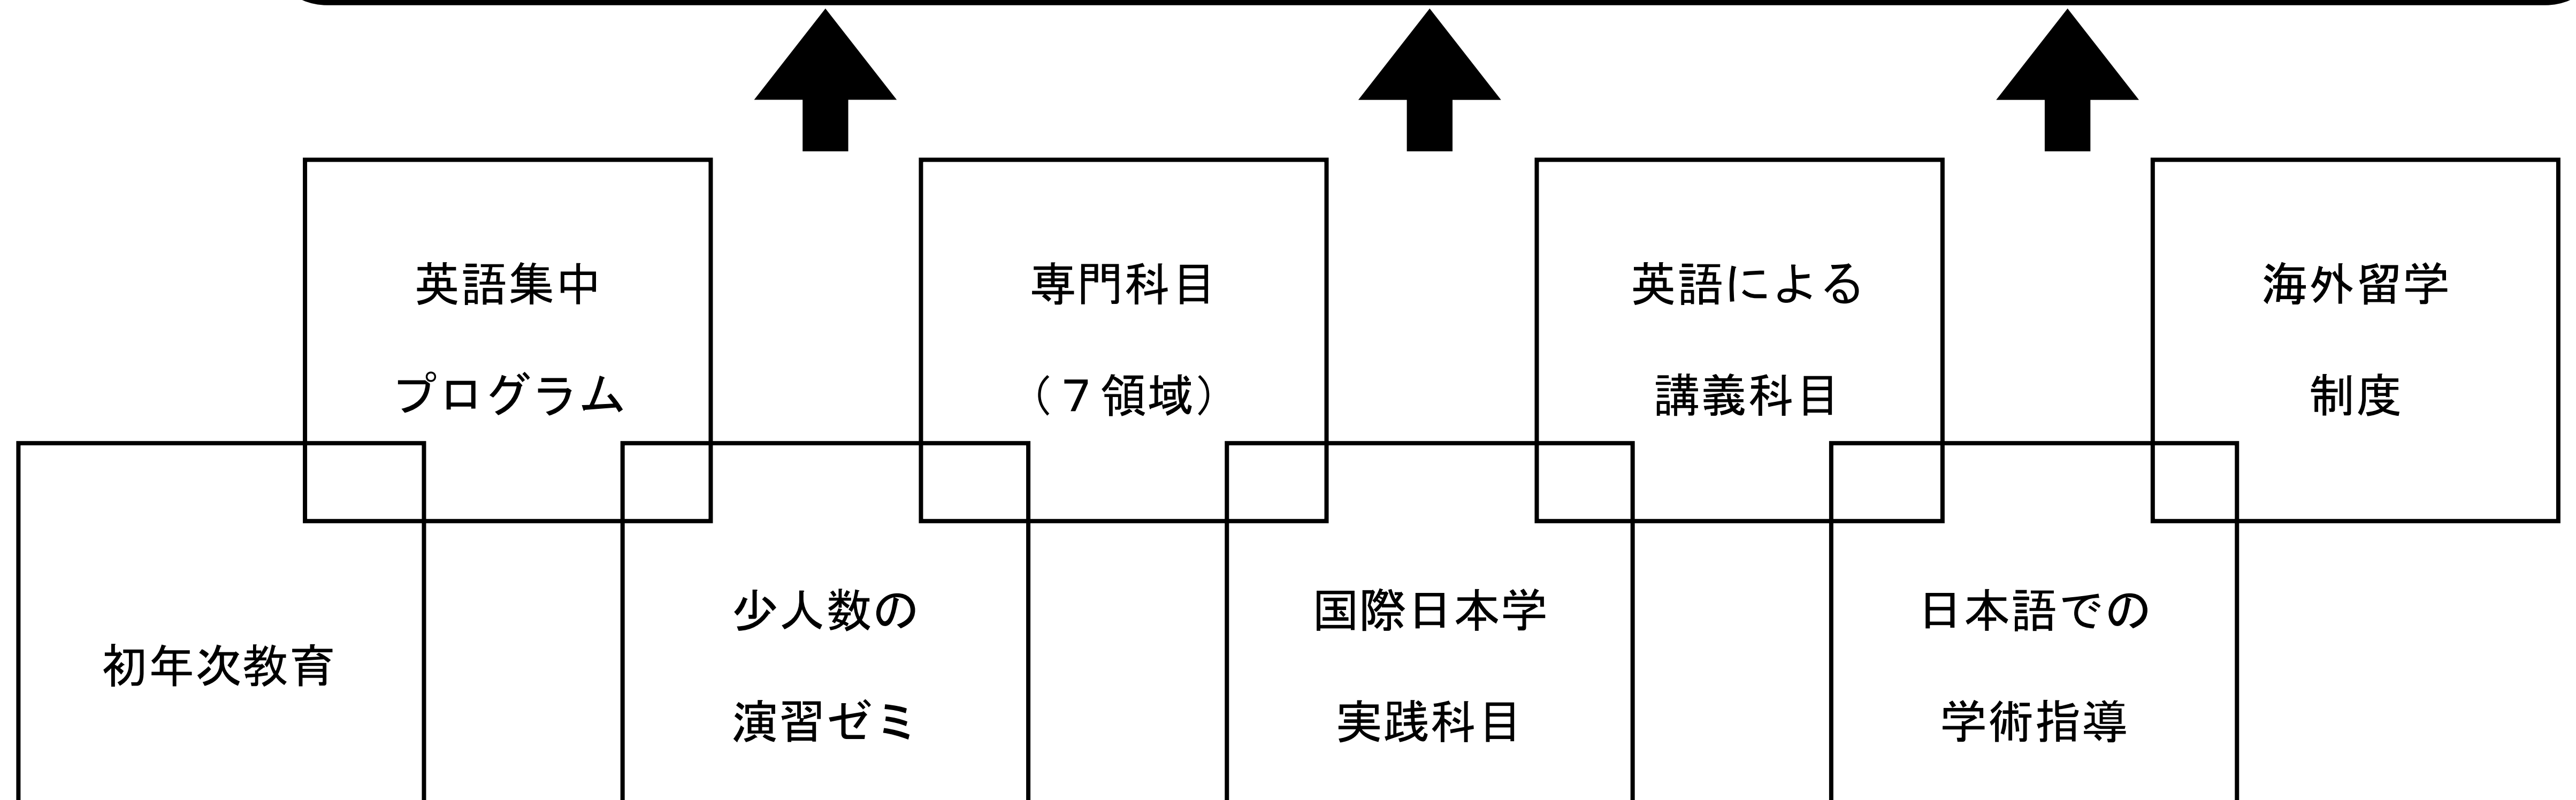 英語集中
プログラム
専門科目
（７領域）
英語による
講義科目
海外留学
制度
初年次教育
少人数の
演習ゼミ
国際日本学
実践科目
日本語での
学術指導